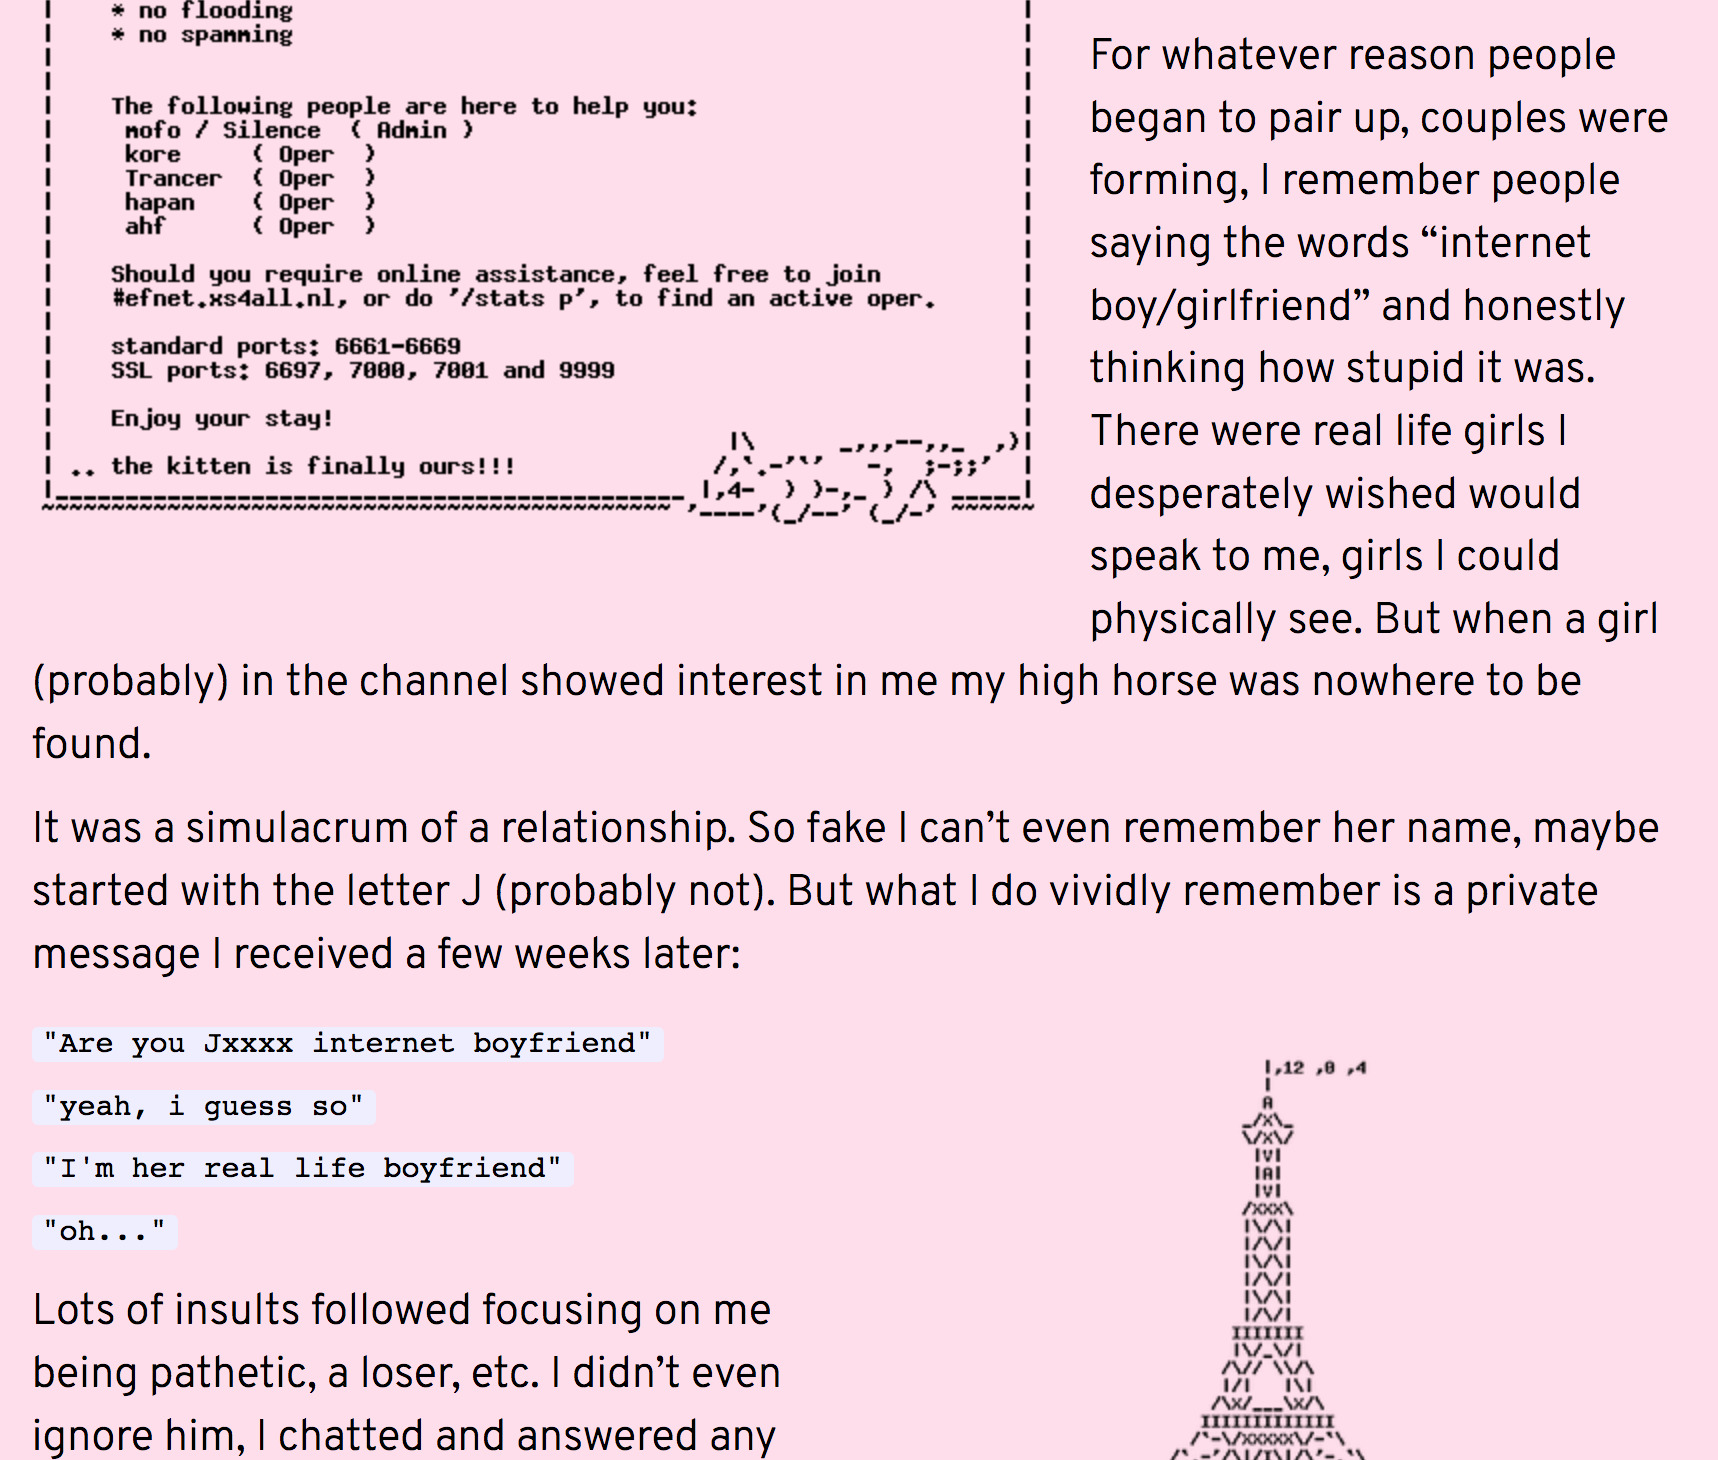 * no flooding
* no spamming
The following people are here to help you:
mofo / Silence ( Admin )
kore ( Oper )
Trancer ( Oper )
hapan ( Oper )
ahf ( Oper )
Should you require online assistance, feel free to join
#efnet.xs4all.nl, or do '/stats p', to find an active oper.
standard ports: 6661-6669
SSL ports: 6697, 7000, 7001 and 9999
Enjoy your stay!
.. the kitten is finally ours!!!
For whatever reason people
began to pair up, couples were
forming, I remember people
saying the words “internet
boy/girlfriend” and honestly
thinking how stupid it was.
There were real life girls I
desperately wished would
speak to me, girls I could
physically see. But when a girl
(probably) in the channel showed interest in me my high horse was nowhere to be
found.
It was a simulacrum of a relationship. So fake I can’t even remember her name, maybe
started with the letter J (probably not). But what I do vividly remember is a private
message I received a few weeks later:
"Are you Jxxxx internet boyfriend"
"yeah, i guess so"
"I'm her real life boyfriend"
"oh..."
Lots of insults followed focusing on me
being pathetic, a loser, etc. I didn’t even
ignore him, I chatted and answered any
,12 ,0 ,4